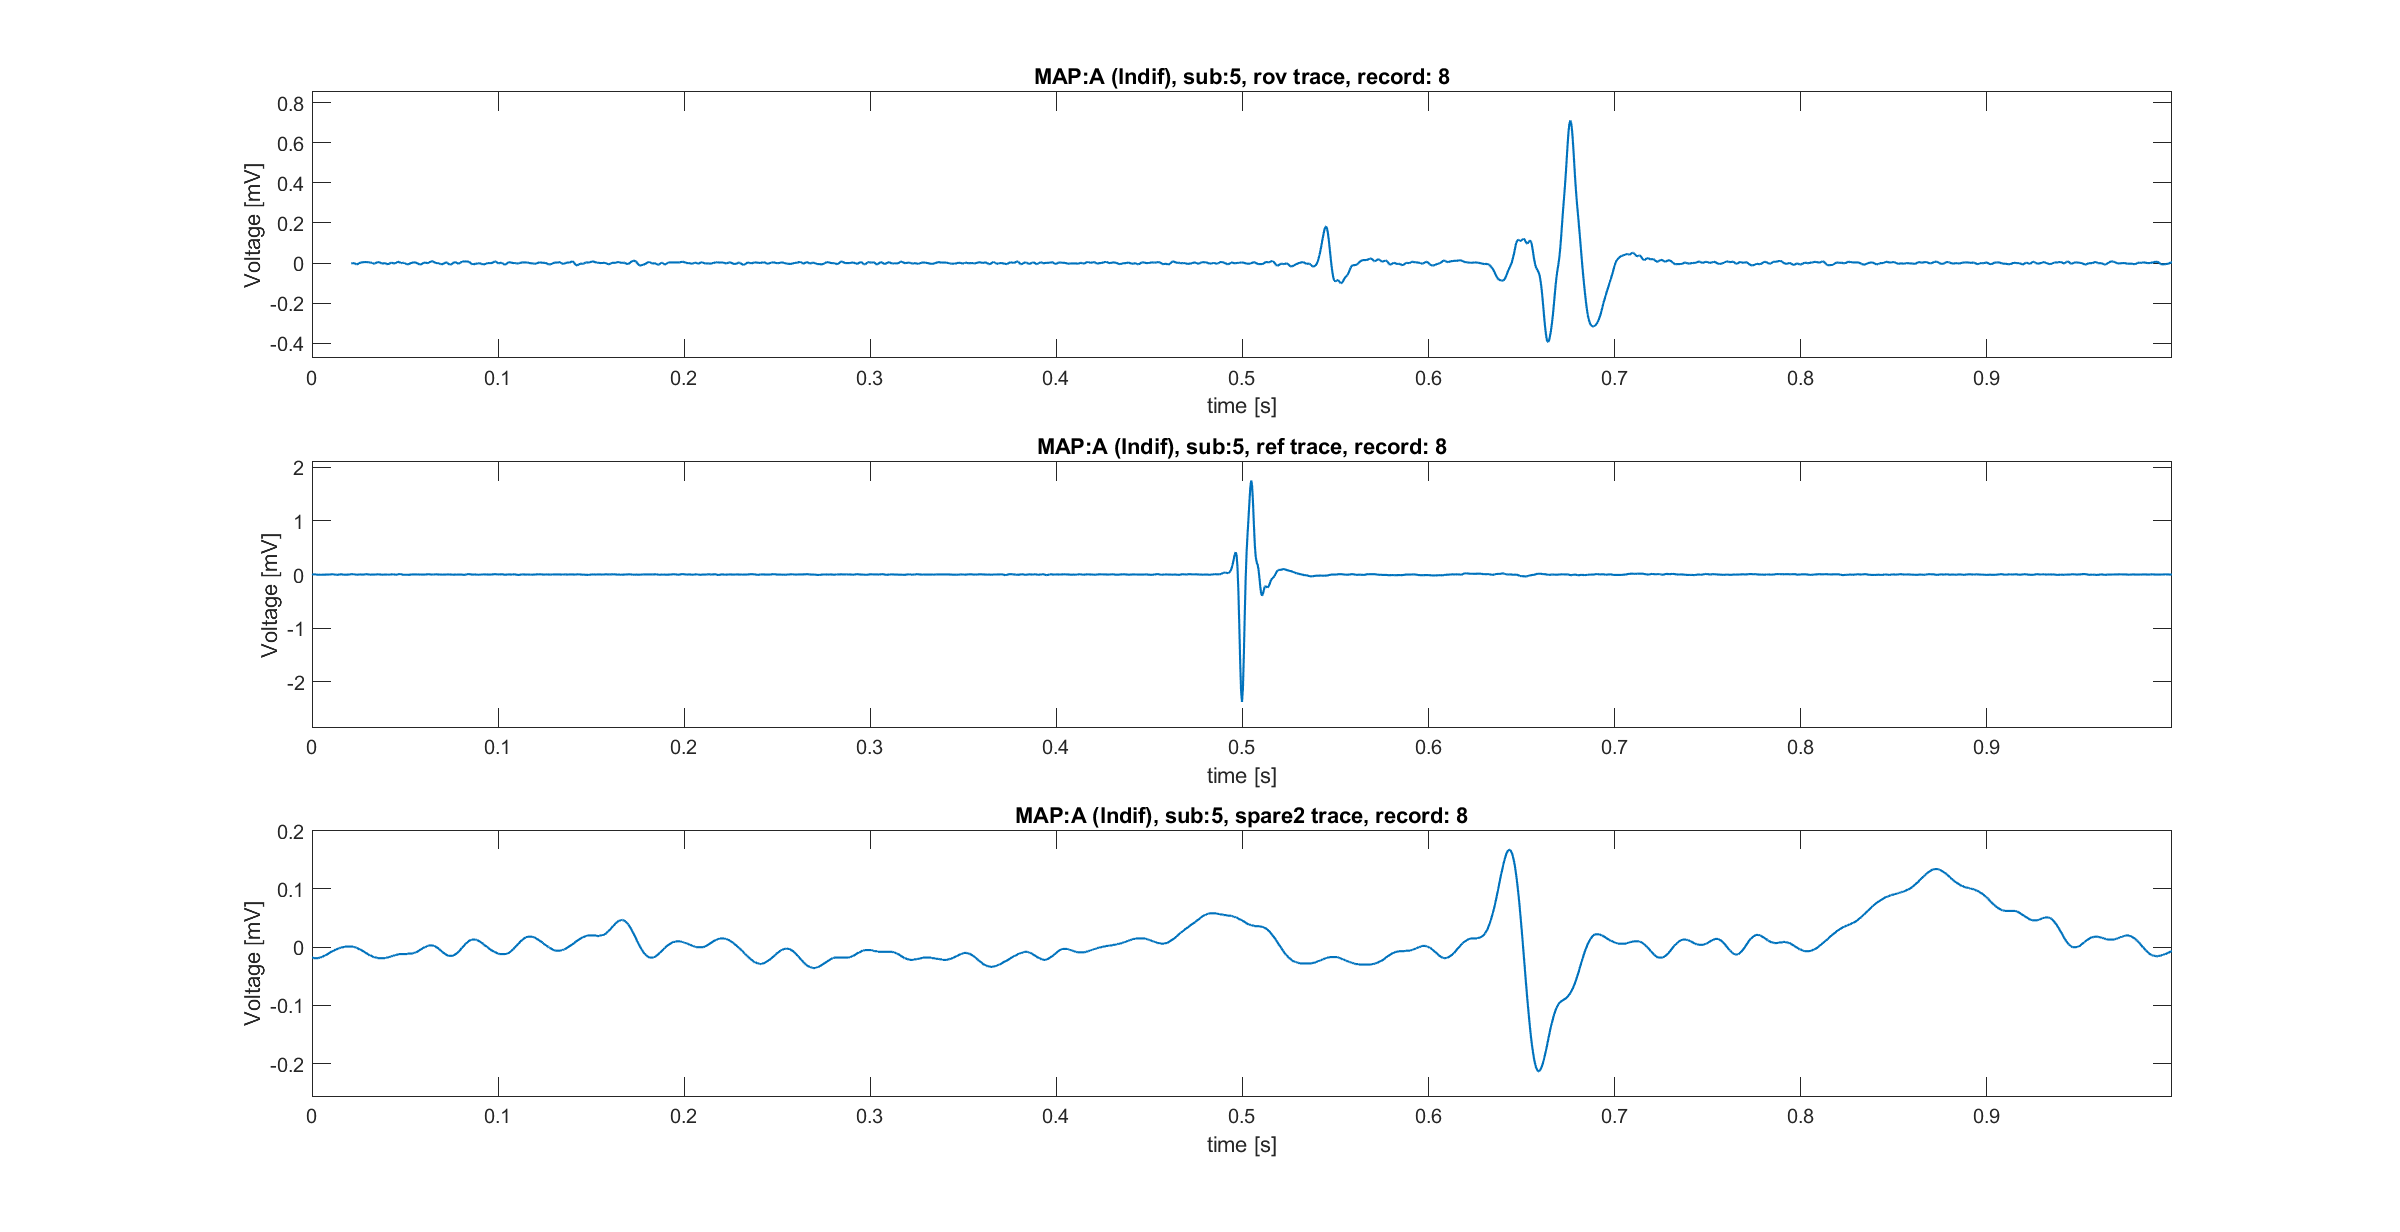 MAP:A (Indif), sub:5, rov trace, record: 8
Voltage [mV]
0.8
0.6
0.4
0.2
0
-0.2
-0.4
0 0.1 0.2 0.3 0.4 0.5 0.6 0.7 0.8 0.9
time [s]
MAP:A (Indif), sub:5, ref trace, record: 8
Voltage [mV]
2
1
0
-1
-2
0 0.1 0.2 0.3 0.4 0.5 0.6 0.7 0.8 0.9
time [s]
MAP:A (Indif), sub:5, spare2 trace, record: 8
Voltage [mV]
0.2
0.1
0
-0.1
-0.2
0 0.1 0.2 0.3 0.4 0.5 0.6 0.7 0.8 0.9
time [s]